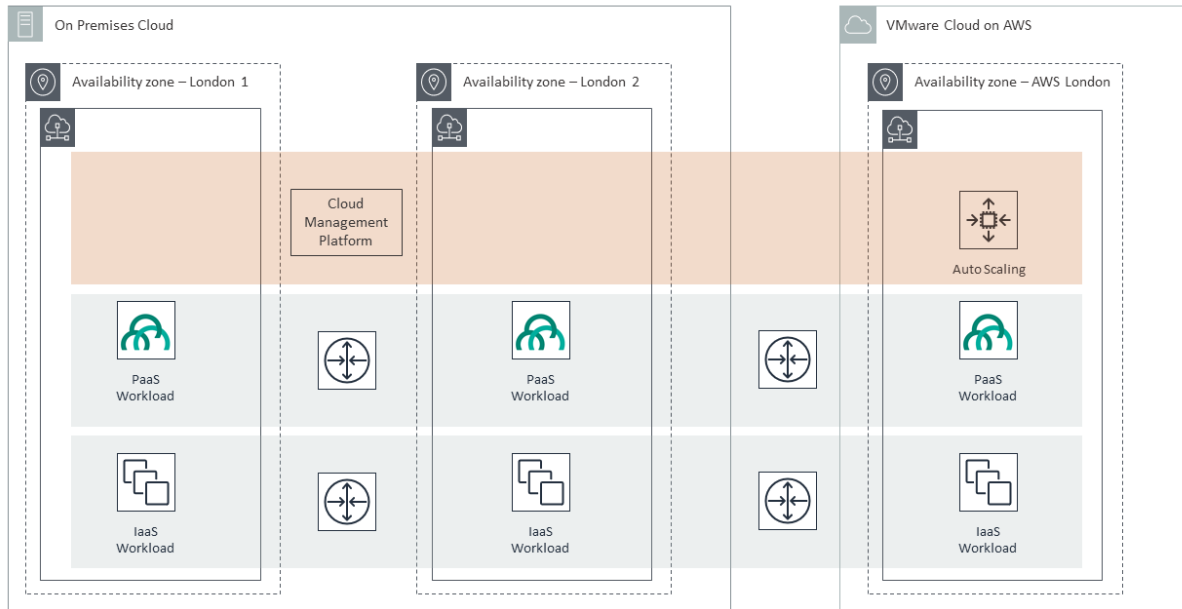 On Premises Cloud
VMware Cloud on AWS
Availability zone – London 1
Availability zone – London 2
Availability zone – AWS London
Cloud
Management
Platform
Auto Scaling
PaaS
Workload
PaaS
Workload
PaaS
Workload
IaaS
Workload
IaaS
Workload
IaaS
Workload